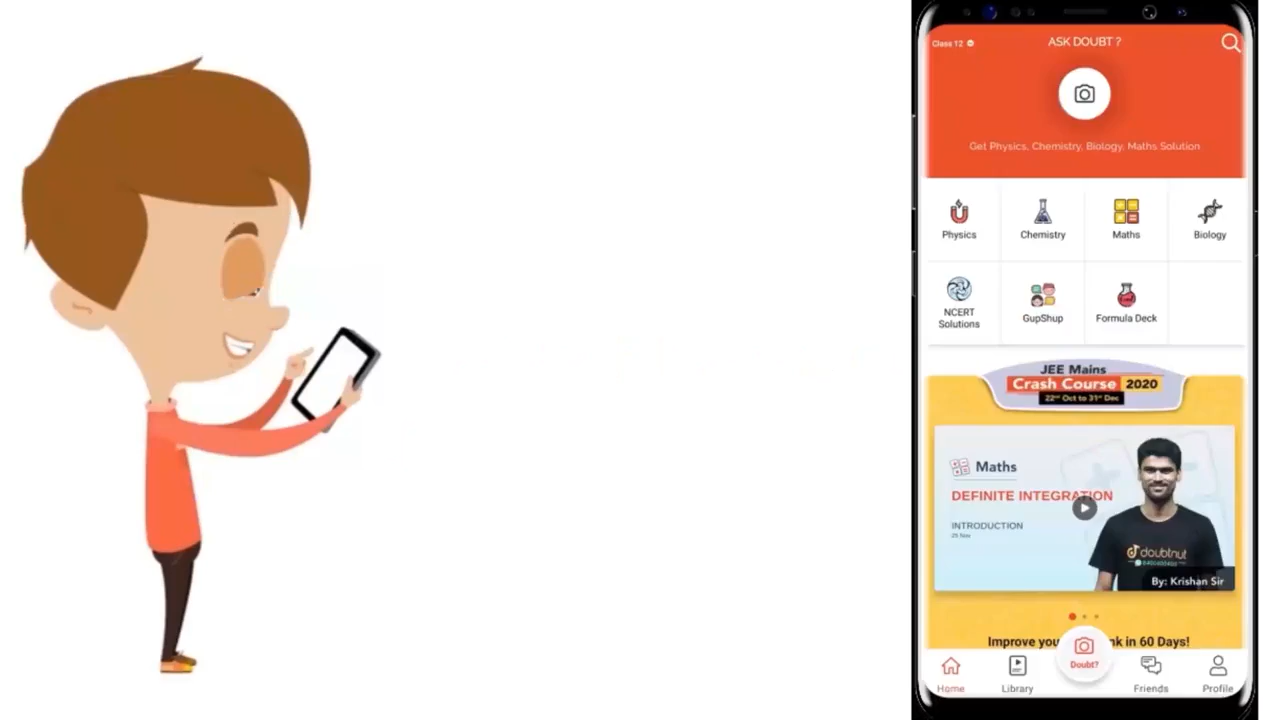 Class 12
ASK DOUBT ?
Get Physics, Chemistry, Biology, Maths Solution
Physics
Chemistry
Maths
Biology
NCERT
Solutions
GupShup
Formula Deck
JEE Mains
Crash Course 2020
22nd Oct to 31st Dec
Maths
DEFINITE INTEGRATION
INTRODUCTION
doubtnut
By: Krishan Sir
Improve you nk in 60 Days!
Doubt?
Home
Library
Friends
Profile